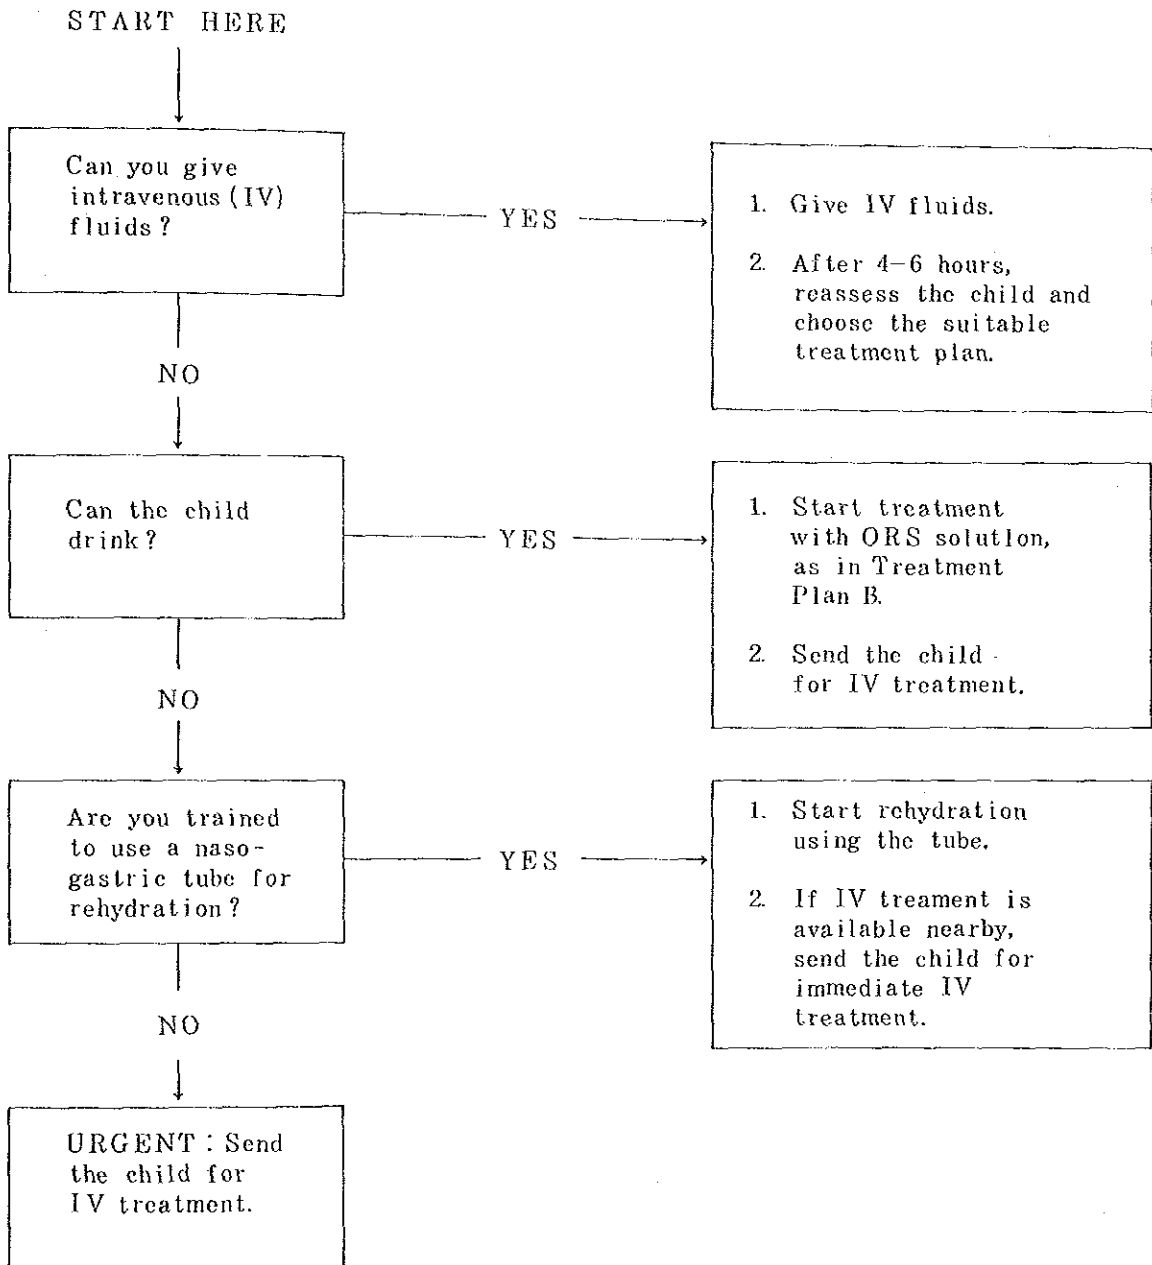 START HERE
Can you give
intravenous (IV)
fluids?
YES
1. Give IV fluids.
2. After 4-6 hours,
reassess the child and
choose the suitable
treatment plan.
NO
Can the child
drink?
YES
1. Start treatment
with ORS solution,
as in Treatment
Plan B.
2. Send the child
for IV treatment.
NO
Are you trained
to use a naso-
gastric tube for
rehydration?
YES
1. Start rehydration
using the tube.
2. If IV treament is
available nearby,
send the child for
immediate IV
treatment.
NO
URGENT: Send
the child for
IV treatment.